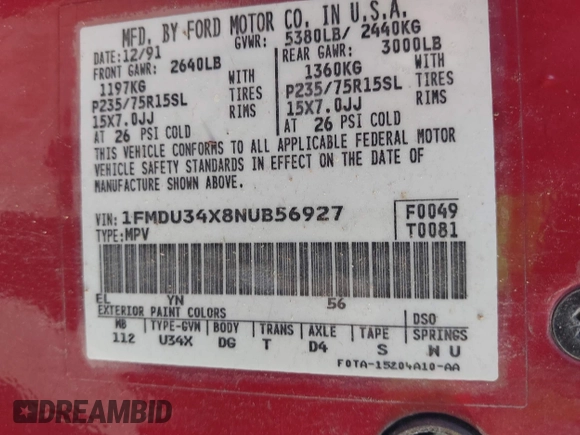 MFD. BY FORD MOTOR CO. IN U.S.A.
DATE: 12/91 GVWR: 5380LB/ 2440KG
FRONT GAWR: 2640LB REAR GAWR: 3000LB
1197KG WITH 1360KG WITH
P235/75R15SL TIRES P235/75R15SL TIRES
15X7.0JJ RIMS 15X7.0JJ RIMS
AT 26 PSI COLD AT 26 PSI COLD
THIS VEHICLE CONFORMS TO ALL APPLICABLE FEDERAL MOTOR
VEHICLE SAFETY STANDARDS IN EFFECT ON THE DATE OF
MANUFACTURE SHOWN ABOVE.
VIN: 1FMDU34X8NUB56927 F0049
TYPE: MPV T0081
EL YN 56
EXTERIOR PAINT COLORS DSO
WB TYPE-GVW BODY TRANS AXLE TAPE SPRINGS
112 U34X DG T D4 S W U
F0TA-15204A10-AA
DREAMBID